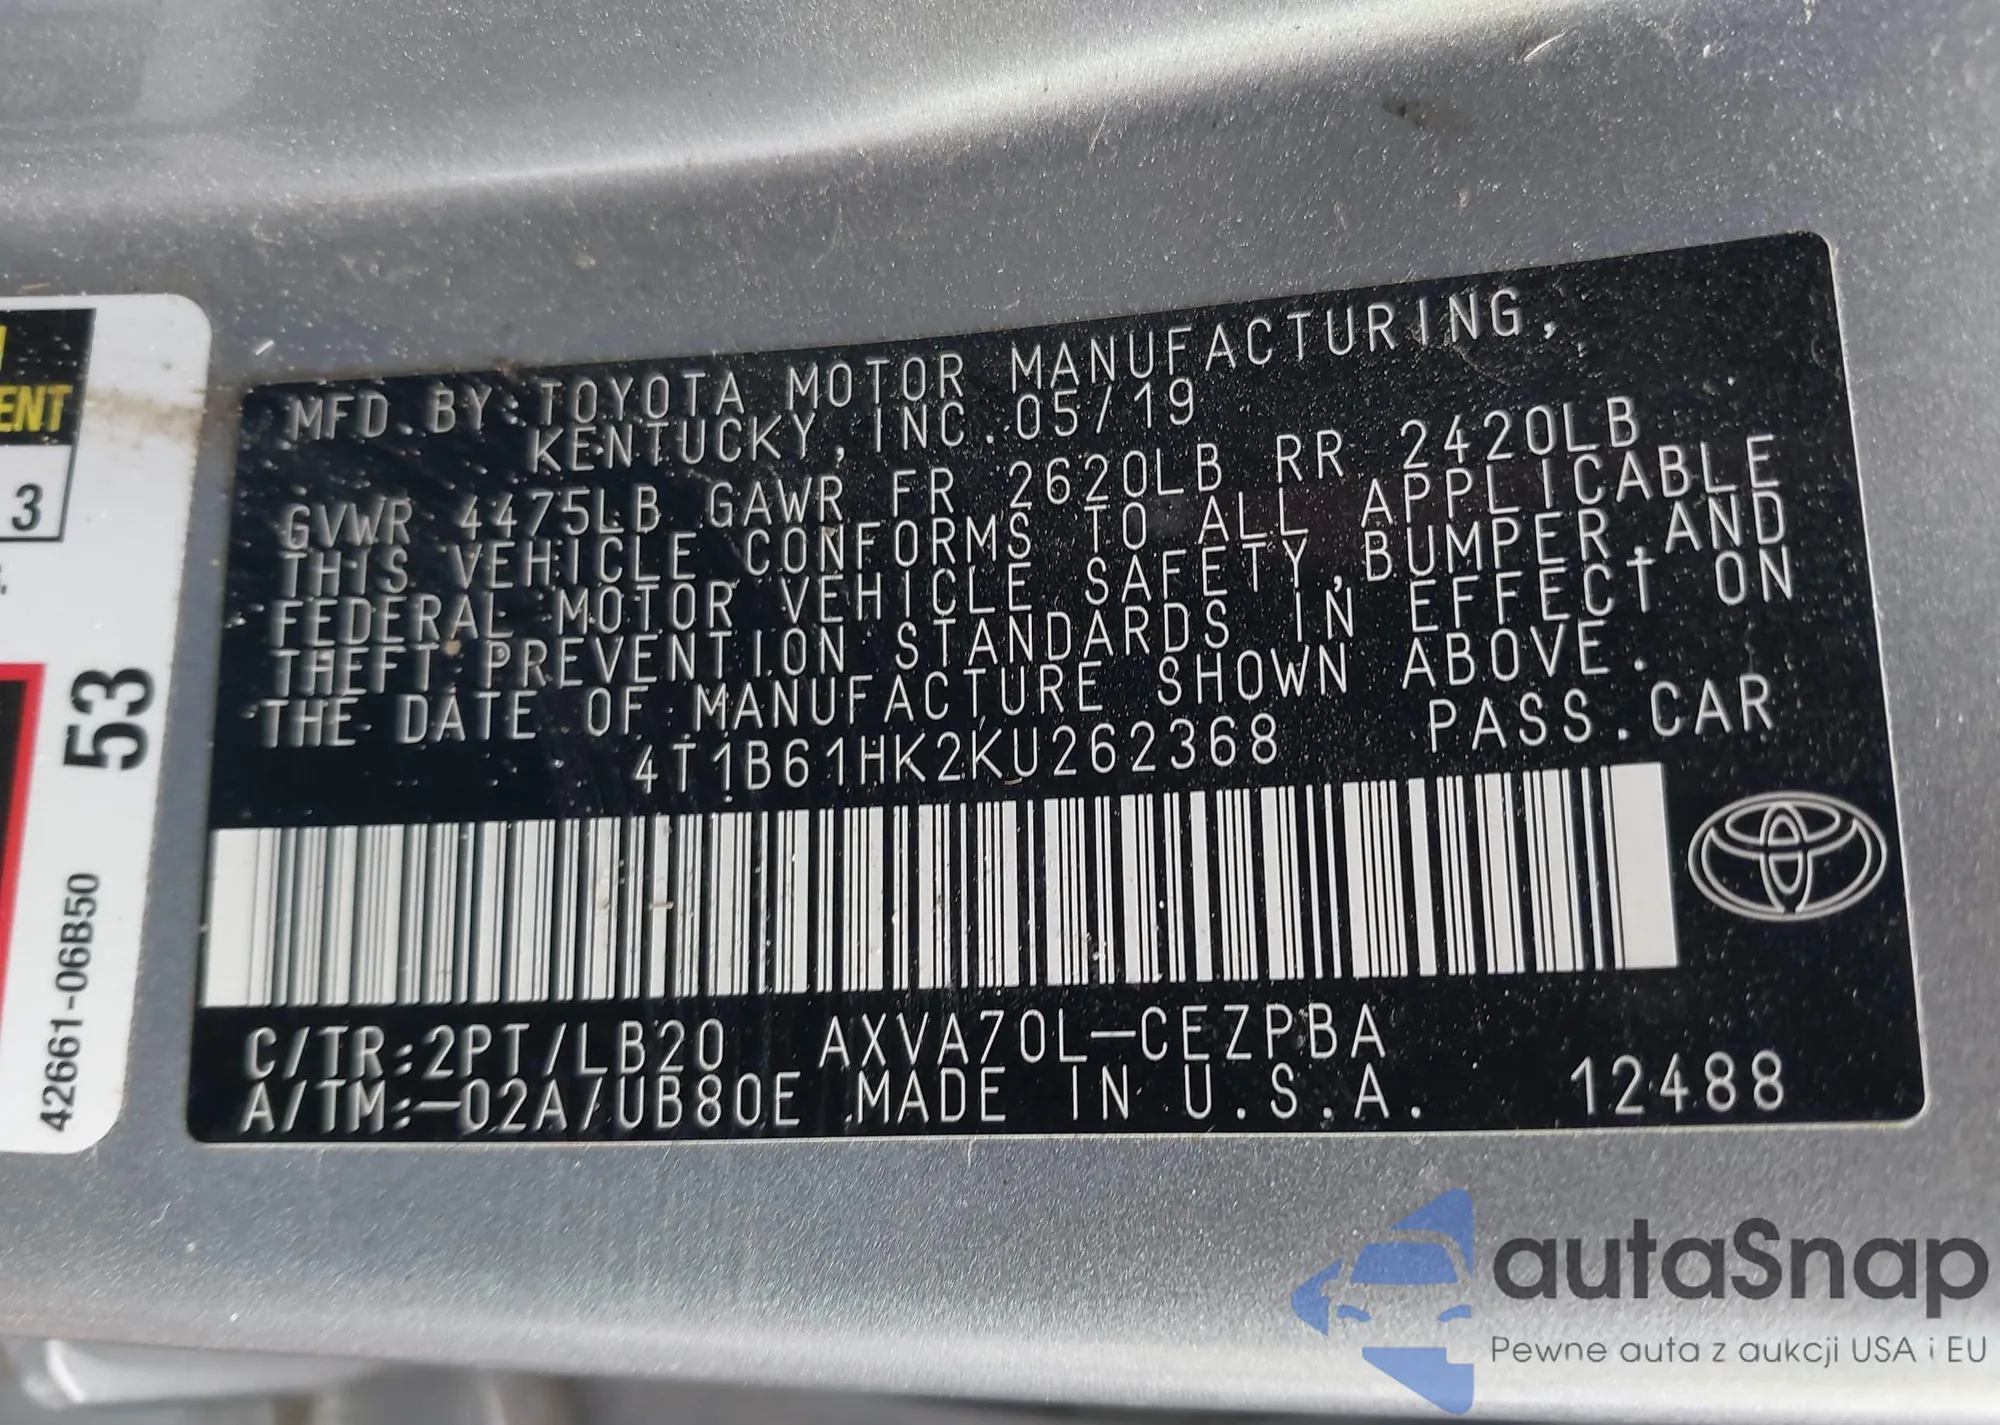 MFD.BY:TOYOTA MOTOR MANUFACTURING,
KENTUCKY, INC. 05/19
GVWR 4475LB GAWR FR 2620LB RR 2420LB
THIS VEHICLE CONFORMS TO ALL APPLICABLE
FEDERAL MOTOR VEHICLE SAFETY, BUMPER, AND
THEFT PREVENTION STANDARDS IN EFFECT ON
THE DATE OF MANUFACTURE SHOWN ABOVE.
4T1B61HK2KU262368 PASS.CAR
C/TR:2PT/LB20 AXVA70L-CEZPBA
A/TM:-02A/UB80E MADE IN U.S.A. 12488
ENT
3
53
42661-06B50
autaSnap
Pewne auta z aukcji USA i EU